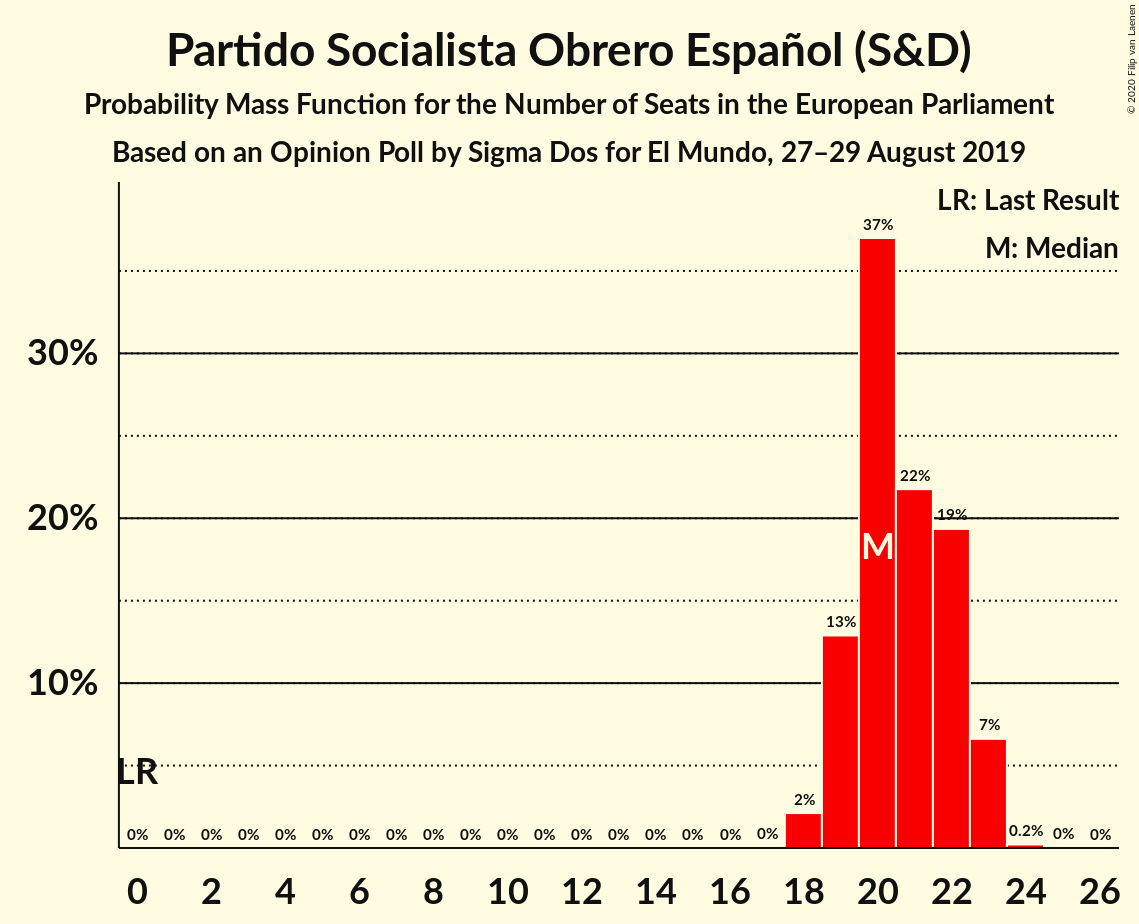 Partido Socialista Obrero Español (S&D)
Probability Mass Function for the Number of Seats in the European Parliament
Based on an Opinion Poll by Sigma Dos for El Mundo, 27–29 August 2019
© 2020 Filip van Laenen
LR: Last Result
M: Median
37%
30%
22%
20%
19%
M
13%
10%
7%
LR
2%
0% 0% 0% 0% 0% 0% 0% 0% 0% 0% 0% 0% 0% 0% 0% 0% 0% 0% 0.2% 0% 0%
0 2 4 6 8 10 12 14 16 18 20 22 24 26